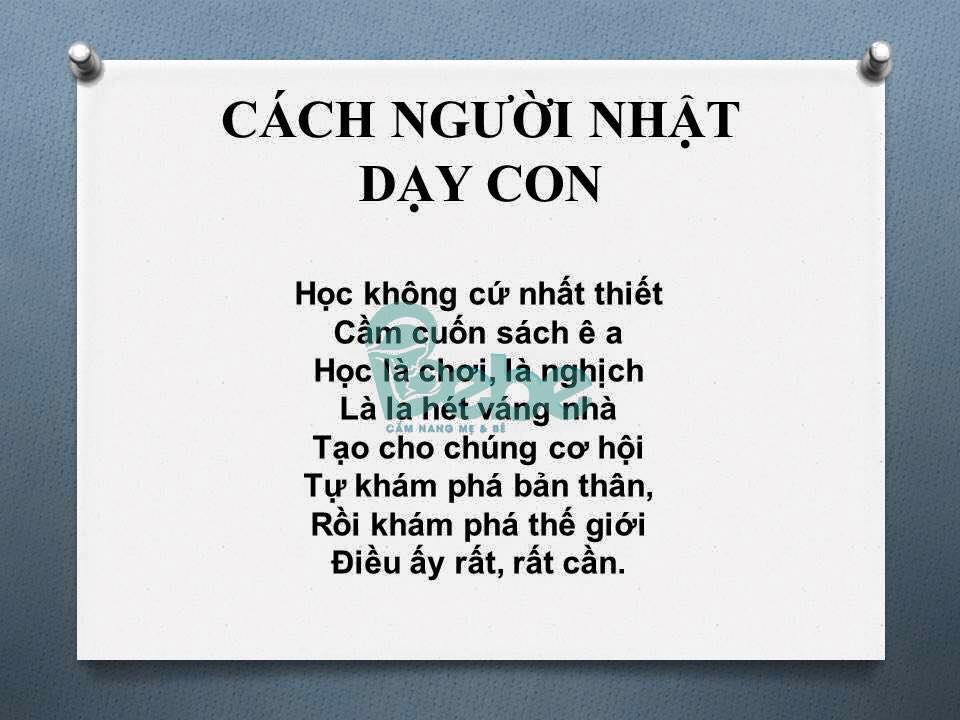 CÁCH NGƯỜI NHẬT
DẠY CON
Học không cứ nhất thiết
Cầm cuốn sách ê a
Học là chơi, là nghịch
Là la hét váng nhà
Tạo cho chúng cơ hội
Tự khám phá bản thân,
Rồi khám phá thế giới
Điều ấy rất, rất cần.
Bebe
CẨM NANG MẸ & BÉ